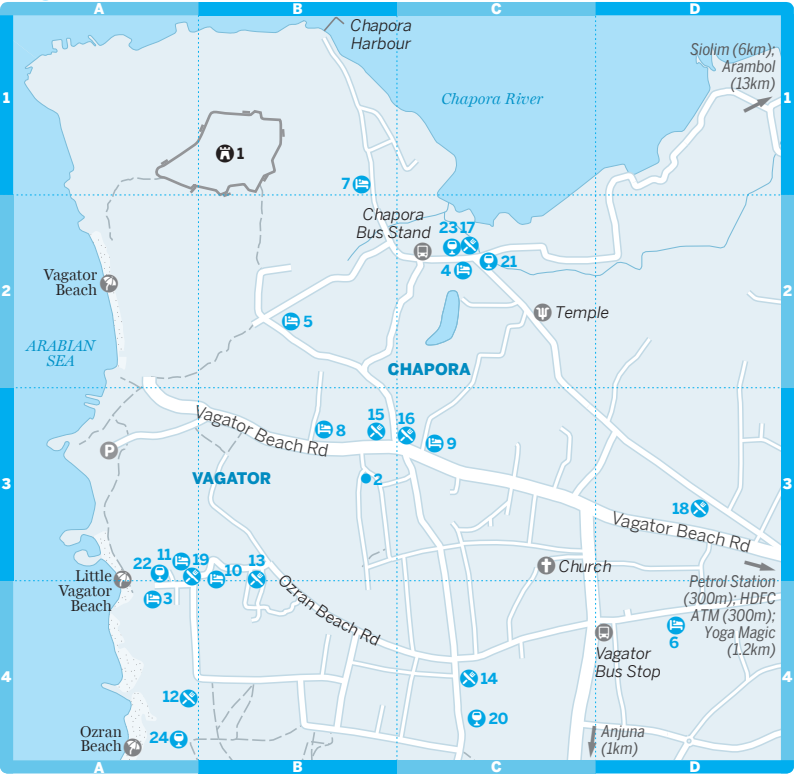 A B C D
Chapora
Harbour
Siolim (6km);
Arambol
(13km)
1 1
Chapora River
1
7
Chapora
Bus Stand
23 17
21
4
Vagator
Beach
2 2
5
Temple
ARABIAN
SEA
CHAPORA
Vagator Beach Rd
8
15
16
9
P
VAGATOR
2
3 3
18
Vagator Beach Rd
11
19
22
10
13
Church
Little
Vagator
Beach
3
Ozran Beach Rd
Petrol Station
(300m); HDFC
ATM (300m);
Yoga Magic
(1.2km)
6
Vagator
Bus Stop
4 4
14
12
20
Ozran
Beach
24
Anjuna
(1km)
A B C D